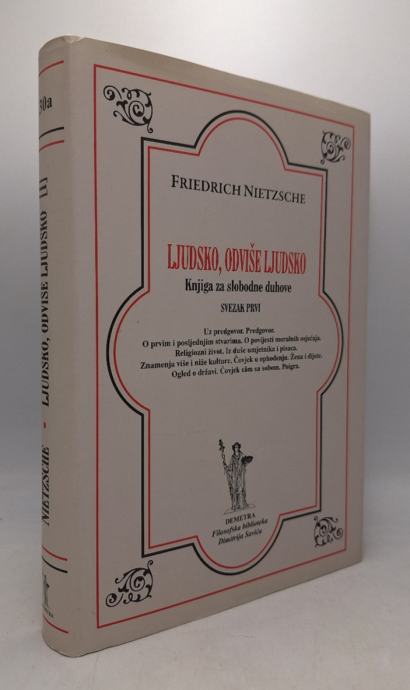 FRIEDRICH NIETZSCHE
LJUDSKO, ODVIŠE LJUDSKO
Knjiga za slobodne duhove
SVEZAK PRVI
Uz predgovor. Predgovor.
O prvim i posljednjim stvarima. O povijesti moralnih osjećaja.
Religiozni život. Iz duše umjetnika i pisaca.
Znamenja više i niže kulture. Čovjek u ophođenju. Žena i dijete.
Ogled o državi. Čovjek sâm sa sobom. Poigra.
DEMETRA
Filosofska biblioteka
Dimitrija Savića
30a
NIETZSCHE • LJUDSKO, ODVIŠE LJUDSKO [I]